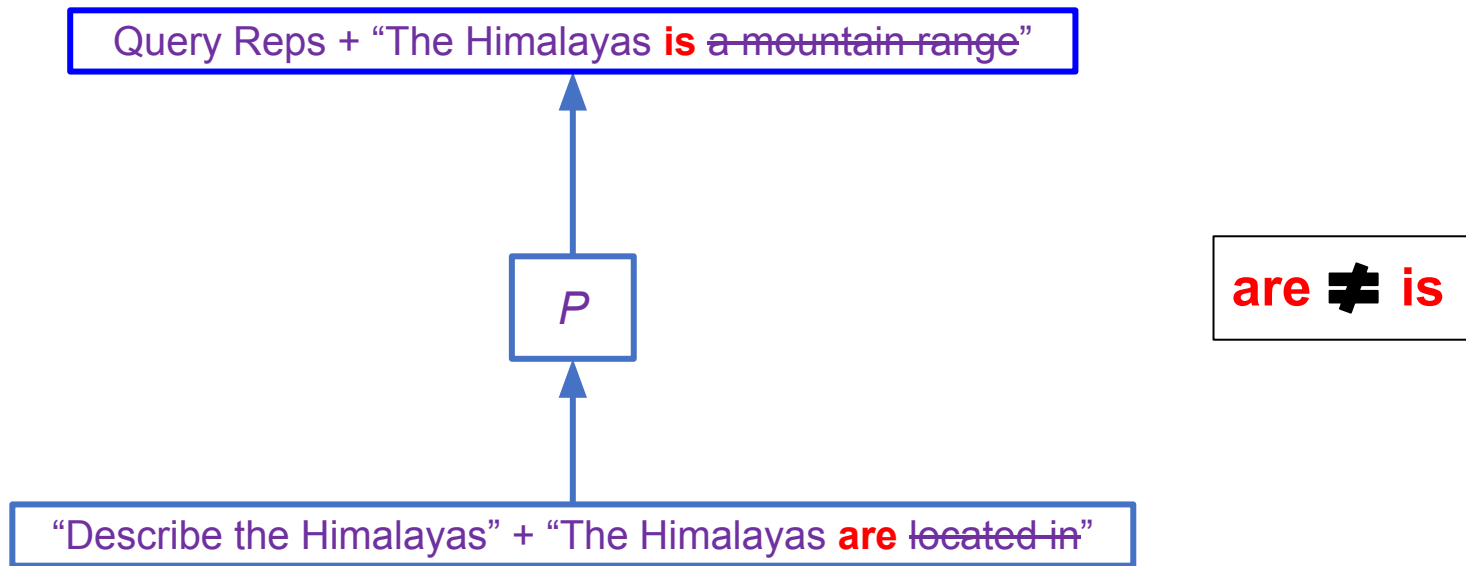 Query Reps + “The Himalayas is a mountain range”
P
are ≠ is
“Describe the Himalayas” + “The Himalayas are located in”